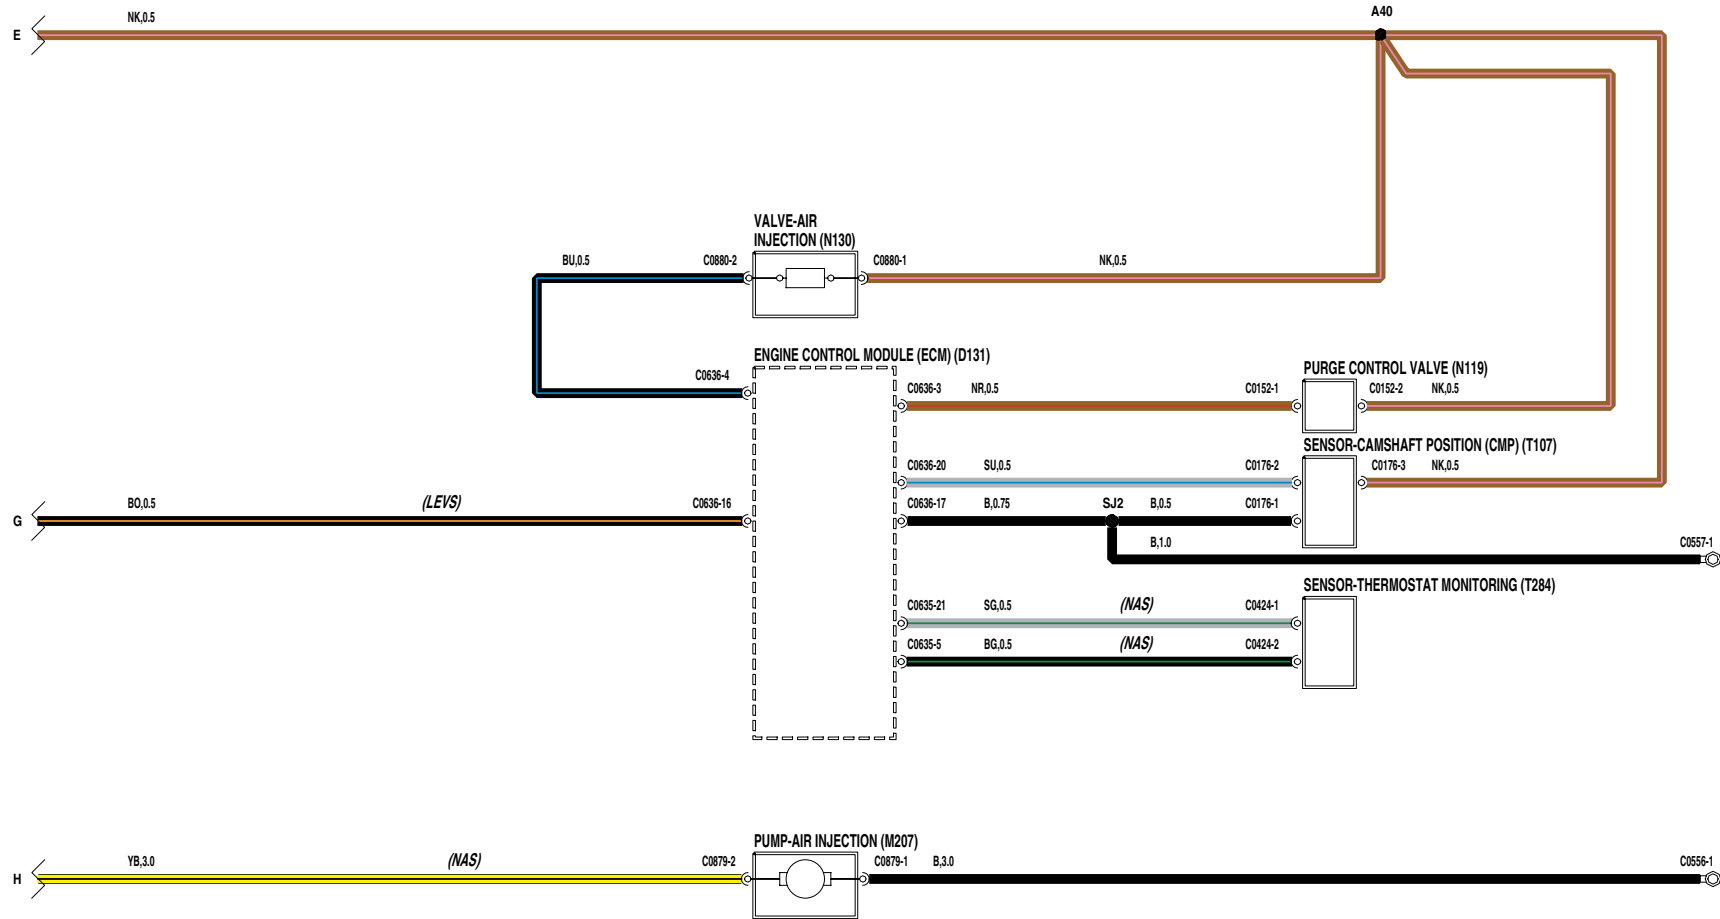 NK,0.5
A40
E
VALVE-AIR
INJECTION (N130)
BU,0.5
C0880-2
C0880-1
NK,0.5
ENGINE CONTROL MODULE (ECM) (D131)
C0636-4
PURGE CONTROL VALVE (N119)
C0636-3
NR,0.5
C0152-1
C0152-2
NK,0.5
SENSOR-CAMSHAFT POSITION (CMP) (T107)
C0636-20
SU,0.5
C0176-2
C0176-3
NK,0.5
G
BO,0.5
(LEVS)
C0636-16
C0636-17
B,0.75
SJ2
B,0.5
C0176-1
B,1.0
C0557-1
SENSOR-THERMOSTAT MONITORING (T284)
C0635-21
SG,0.5
(NAS)
C0424-1
C0635-5
BG,0.5
(NAS)
C0424-2
PUMP-AIR INJECTION (M207)
H
YB,3.0
(NAS)
C0879-2
C0879-1
B,3.0
C0556-1